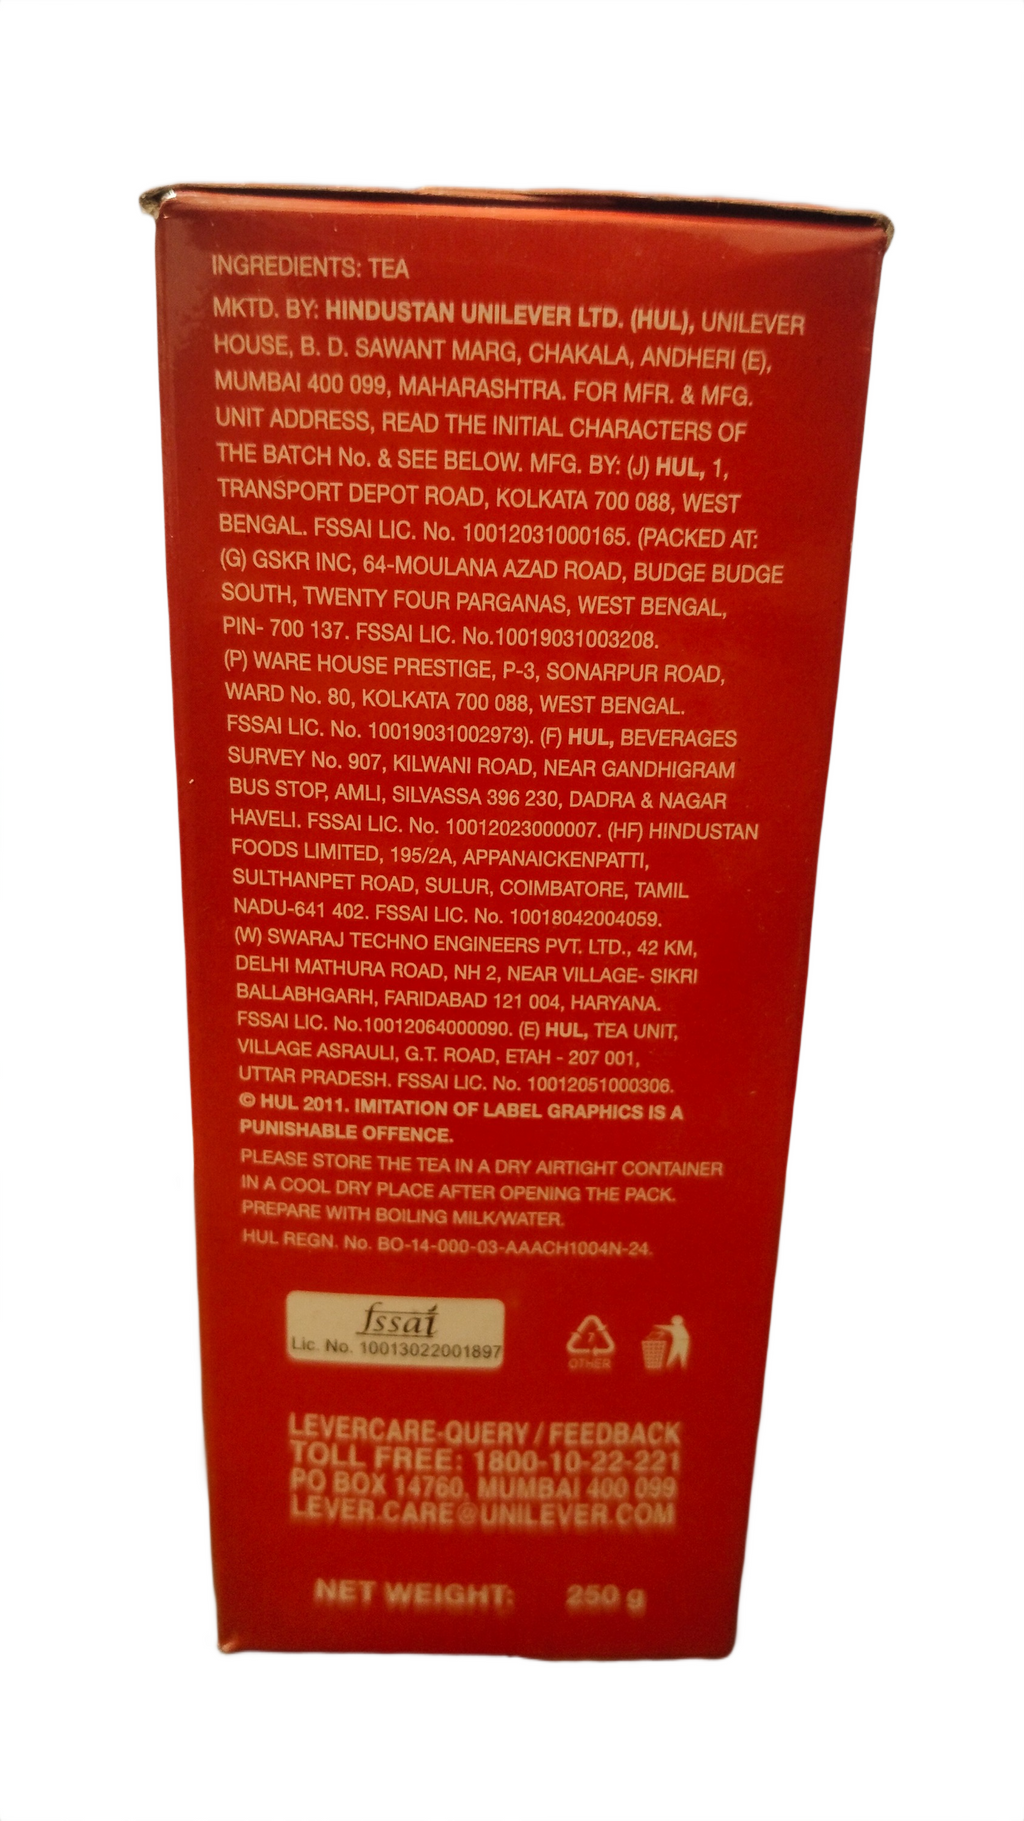 INGREDIENTS: TEA
MKTD. BY: HINDUSTAN UNILEVER LTD. (HUL), UNILEVER
HOUSE, B. D. SAWANT MARG, CHAKALA, ANDHERI (E),
MUMBAI 400 099, MAHARASHTRA. FOR MFR. & MFG.
UNIT ADDRESS, READ THE INITIAL CHARACTERS OF
THE BATCH No. & SEE BELOW. MFG. BY: (J) HUL, 1,
TRANSPORT DEPOT ROAD, KOLKATA 700 088, WEST
BENGAL. FSSAI LIC. No. 10012031000165. (PACKED AT:
(G) GSKR INC, 64-MOULANA AZAD ROAD, BUDGE BUDGE
SOUTH, TWENTY FOUR PARGANAS, WEST BENGAL,
PIN- 700 137. FSSAI LIC. No.10019031003208.
(P) WARE HOUSE PRESTIGE, P-3, SONARPUR ROAD,
WARD No. 80, KOLKATA 700 088, WEST BENGAL.
FSSAI LIC. No. 10019031002973). (F) HUL, BEVERAGES
SURVEY No. 907, KILWANI ROAD, NEAR GANDHIGRAM
BUS STOP, AMLI, SILVASSA 396 230, DADRA & NAGAR
HAVELI. FSSAI LIC. No. 10012023000007. (HF) HINDUSTAN
FOODS LIMITED, 195/2A, APPANAICKENPATTI,
SULTHANPET ROAD, SULUR, COIMBATORE, TAMIL
NADU-641 402. FSSAI LIC. No. 10018042004059.
(W) SWARAJ TECHNO ENGINEERS PVT. LTD., 42 KM,
DELHI MATHURA ROAD, NH 2, NEAR VILLAGE- SIKRI
BALLABHGARH, FARIDABAD 121 004, HARYANA.
FSSAI LIC. No.10012064000090. (E) HUL, TEA UNIT,
VILLAGE ASRAULI, G.T. ROAD, ETAH - 207 001,
UTTAR PRADESH. FSSAI LIC. No. 10012051000306.
© HUL 2011. IMITATION OF LABEL GRAPHICS IS A
PUNISHABLE OFFENCE.
PLEASE STORE THE TEA IN A DRY AIRTIGHT CONTAINER
IN A COOL DRY PLACE AFTER OPENING THE PACK.
PREPARE WITH BOILING MILK/WATER.
HUL REGN. No. BO-14-000-03-AAACH1004N-24.
fssai
Lic. No. 10013022001897
7
OTHER
LEVERCARE-QUERY / FEEDBACK
TOLL FREE: 1800-10-22-221
PO BOX 14760, MUMBAI 400 099
LEVER.CARE@UNILEVER.COM
NET WEIGHT: 250 g